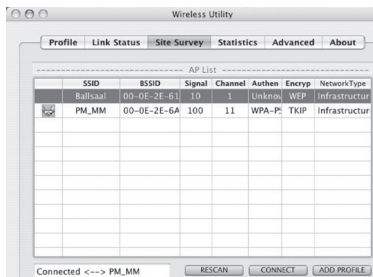 Wireless Utility
Profile Link Status Site Survey Statistics Advanced About
AP List
SSID BSSID Signal Channel Authen Encryp NetworkType
Ballsaal 00-0E-2E-61 10 1 Unknov WEP Infrastructur
PM_MM 00-0E-2E-6A 100 11 WPA-P TKIP Infrastructur
Connected <--> PM_MM RESCAN CONNECT ADD PROFILE